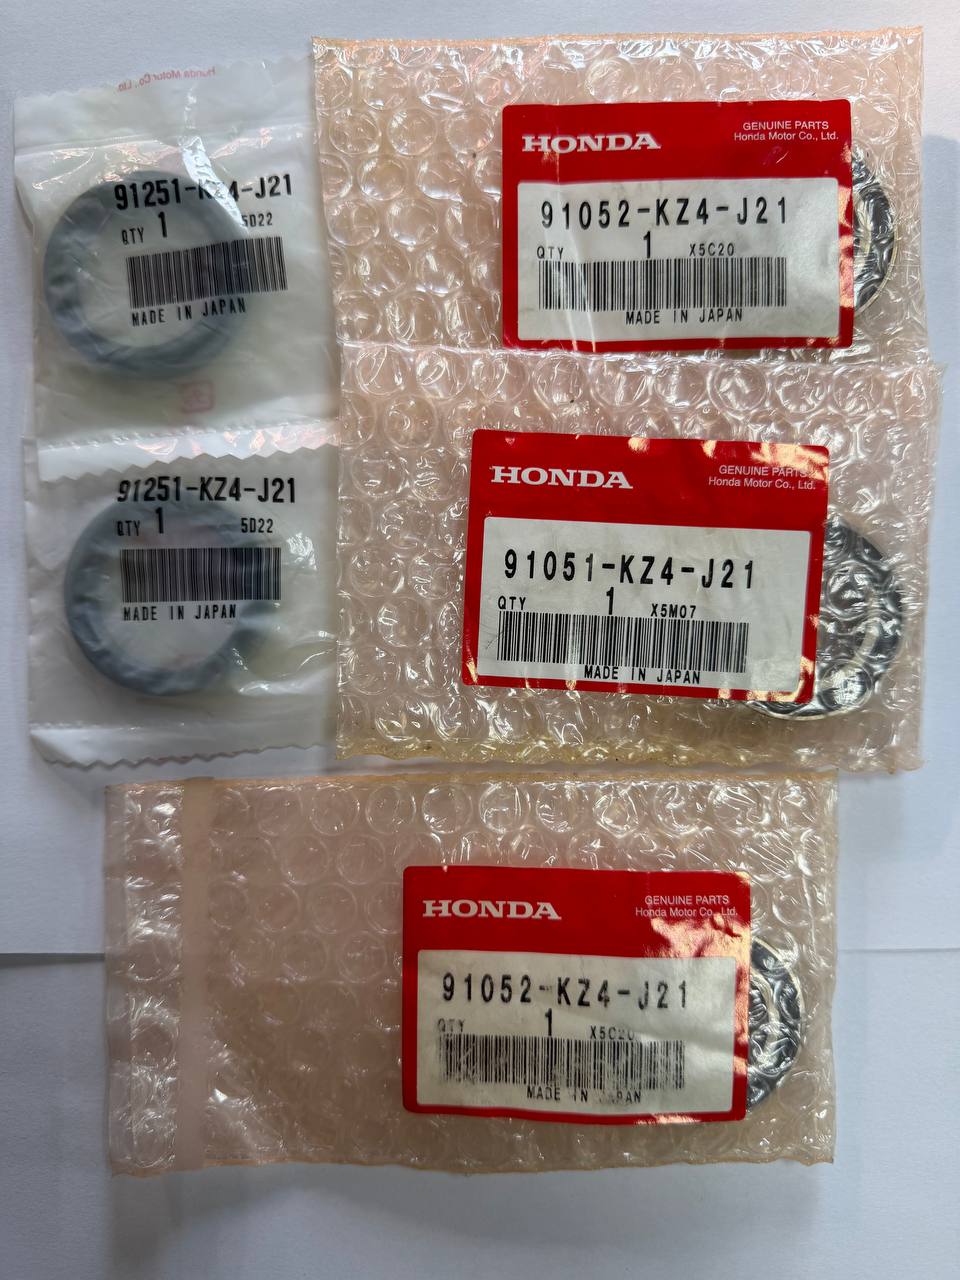 Honda Motor Co., Ltd.
91251-KZ4-J21
QTY 1 5D22
MADE IN JAPAN
91251-KZ4-J21
QTY 1 5D22
MADE IN JAPAN
HONDA
GENUINE PARTS
Honda Motor Co., Ltd.
91052-KZ4-J21
QTY 1 X5C20
MADE IN JAPAN
HONDA
GENUINE PARTS
Honda Motor Co., Ltd.
91051-KZ4-J21
QTY 1 X5M07
MADE IN JAPAN
HONDA
GENUINE PARTS
Honda Motor Co., Ltd.
91052-KZ4-J21
QTY 1 X5C20
MADE IN JAPAN